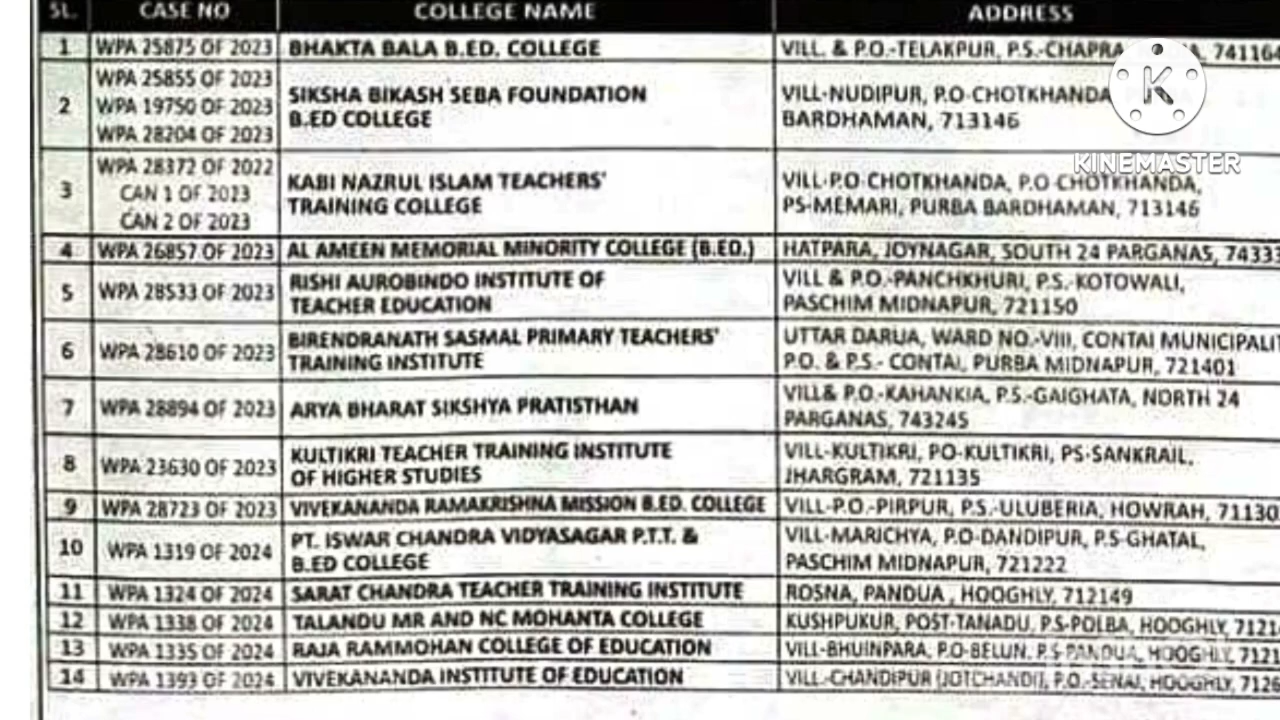 SL. CASE NO COLLEGE NAME ADDRESS
1 WPA 25875 OF 2023 BHAKTA BALA B.ED. COLLEGE VILL. & P.O.-TELAKPUR, P.S.-CHAPRA
2 WPA 25855 OF 2023
WPA 19750 OF 2023
WPA 28204 OF 2023
SIKSHA BIKASH SEBA FOUNDATION
B.ED COLLEGE
VILL-NUDIPUR, P.O-CHOTKHANDA
BARDHAMAN, 713146
3 WPA 28372 OF 2022
CAN 1 OF 2023
CAN 2 OF 2023
KABI NAZRUL ISLAM TEACHERS'
TRAINING COLLEGE
VILL-P.O-CHOTKHANDA, P.O-CHOTKHANDA,
PS-MEMARI, PURBA BARDHAMAN, 713146
4 WPA 26857 OF 2023 AL AMEEN MEMORIAL MINORITY COLLEGE (B.ED.) HATPARA, JOYNAGAR, SOUTH 24 PARGANAS, 74333
5 WPA 28533 OF 2023
RISHI AUROBINDO INSTITUTE OF
TEACHER EDUCATION
VILL & P.O.-PANCHKHURI, P.S.-KOTOWALI,
PASCHIM MIDNAPUR, 721150
6 WPA 28610 OF 2023
BIRENDRANATH SASMAL PRIMARY TEACHERS'
TRAINING INSTITUTE
UTTAR DARUA, WARD NO.-VIII, CONTAI MUNICIPALIT
P.O. & P.S.- CONTAI, PURBA MIDNAPUR, 721401
7 WPA 28894 OF 2023 ARYA BHARAT SIKSHYA PRATISTHAN
VILL& P.O.-KAHANKIA, P.S.-GAIGHATA, NORTH 24
PARGANAS, 743245
8 WPA 23630 OF 2023
KULTIKRI TEACHER TRAINING INSTITUTE
OF HIGHER STUDIES
VILL-KULTIKRI, PO-KULTIKRI, PS-SANKRAIL,
JHARGRAM, 721135
9 WPA 28723 OF 2023 VIVEKANANDA RAMAKRISHNA MISSION B.ED. COLLEGE VILL-P.O.-PIRPUR, P.S.-ULUBERIA, HOWRAH, 71130
10 WPA 1319 OF 2024
PT. ISWAR CHANDRA VIDYASAGAR P.T.T. &
B.ED COLLEGE
VILL-MARICHYA, P.O-DANDIPUR, P.S-GHATAL,
PASCHIM MIDNAPUR, 721222
11 WPA 1324 OF 2024 SARAT CHANDRA TEACHER TRAINING INSTITUTE ROSNA, PANDUA , HOOGHLY, 712149
12 WPA 1338 OF 2024 TALANDU MR AND NC MOHANTA COLLEGE KUSHPUKUR, POST-TANADU, P.S-POLBA, HOOGHLY, 7121
13 WPA 1335 OF 2024 RAJA RAMMOHAN COLLEGE OF EDUCATION VILL-BHUINPARA, P.O-BELUN, P.S-PANDUA, HOOGHLY, 7121
14 WPA 1393 OF 2024 VIVEKANANDA INSTITUTE OF EDUCATION VILL-CHANDIPUR (JOTCHANDI), P.O.-SENAI, HOOGHLY, 7126
K
KINEMASTER